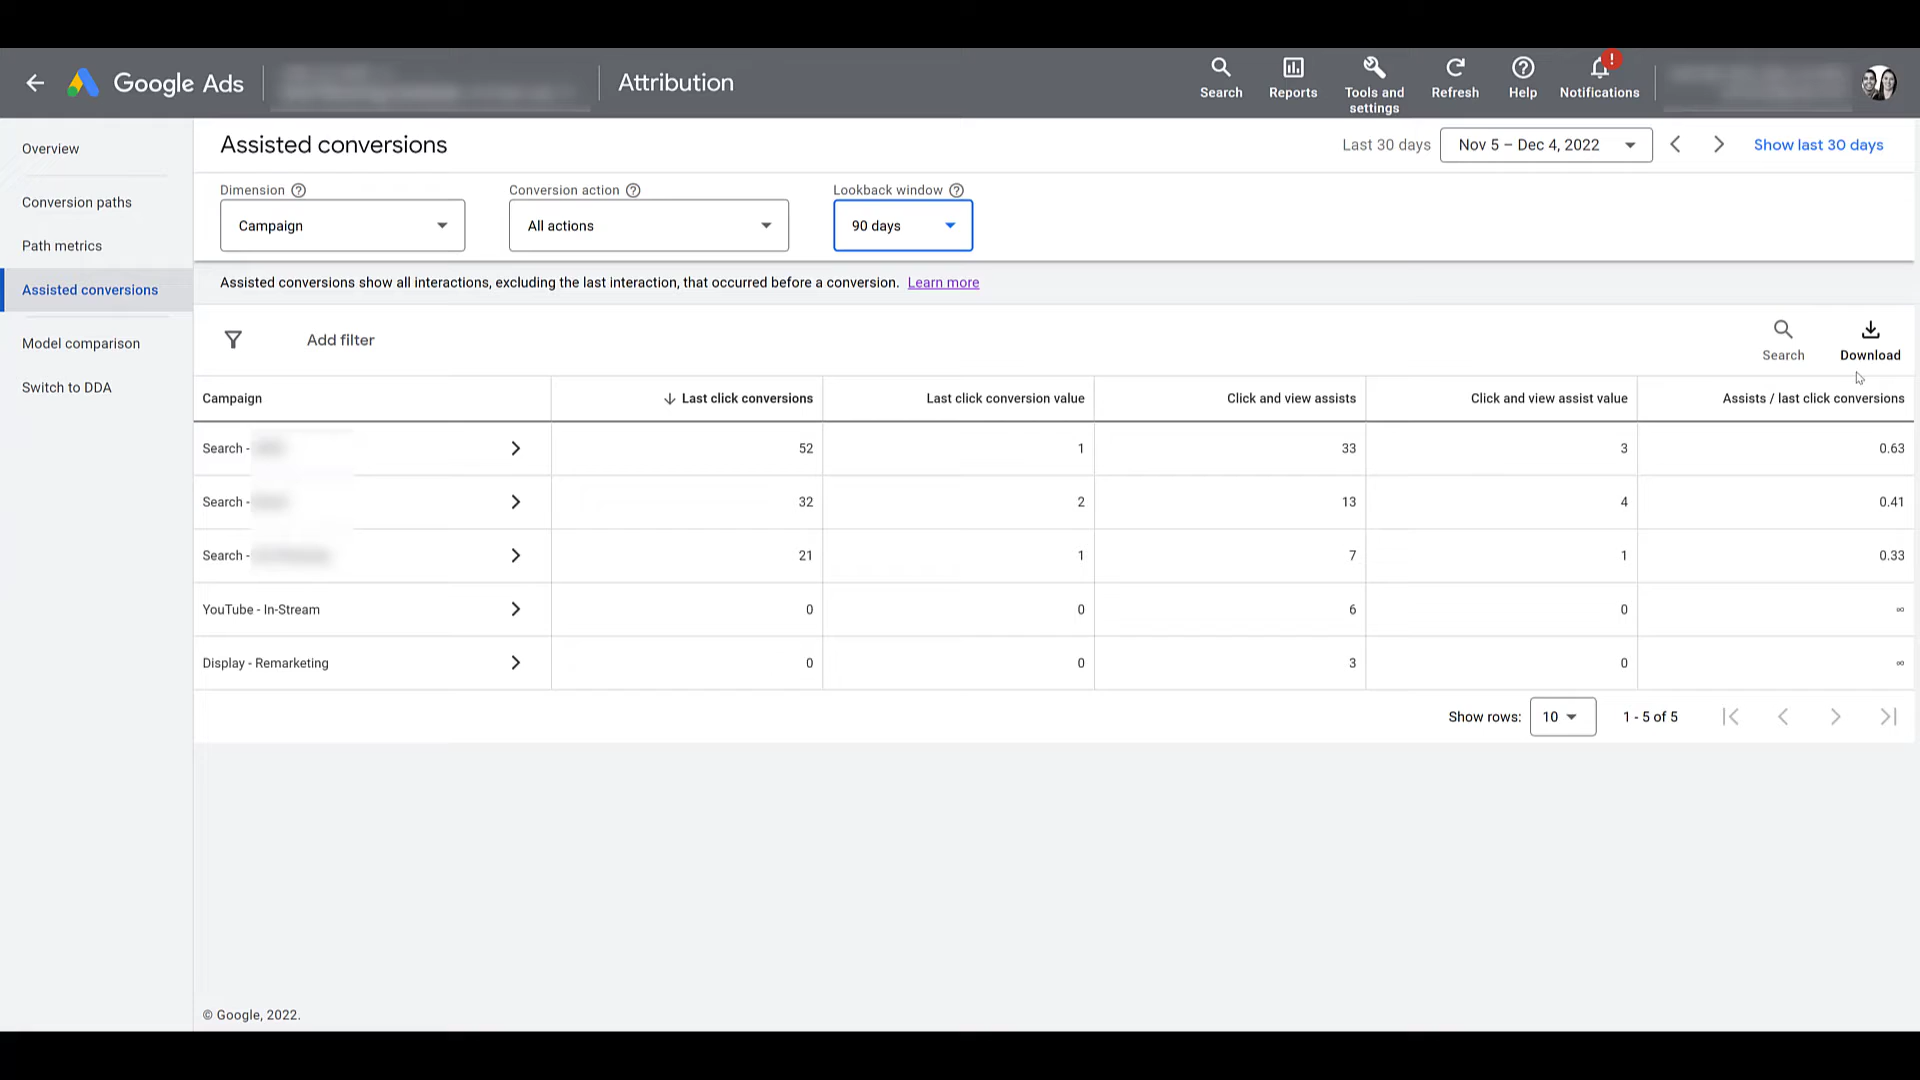 Google Ads
Attribution
Search
Reports
Tools and
settings
Refresh
Help
!
Notifications
Overview
Conversion paths
Path metrics
Assisted conversions
Model comparison
Switch to DDA
Assisted conversions
Last 30 days
Nov 5 – Dec 4, 2022
Show last 30 days
Dimension
Conversion action
Lookback window
Campaign
All actions
90 days
Assisted conversions show all interactions, excluding the last interaction, that occurred before a conversion. Learn more
Add filter
Search
Download
Campaign Last click conversions Last click conversion value Click and view assists Click and view assist value Assists / last click conversions
Search - 52 1 33 3 0.63
Search - 32 2 13 4 0.41
Search - 21 1 7 1 0.33
YouTube - In-Stream 0 0 6 0 ∞
Display - Remarketing 0 0 3 0 ∞
Show rows: 10 1 - 5 of 5
© Google, 2022.